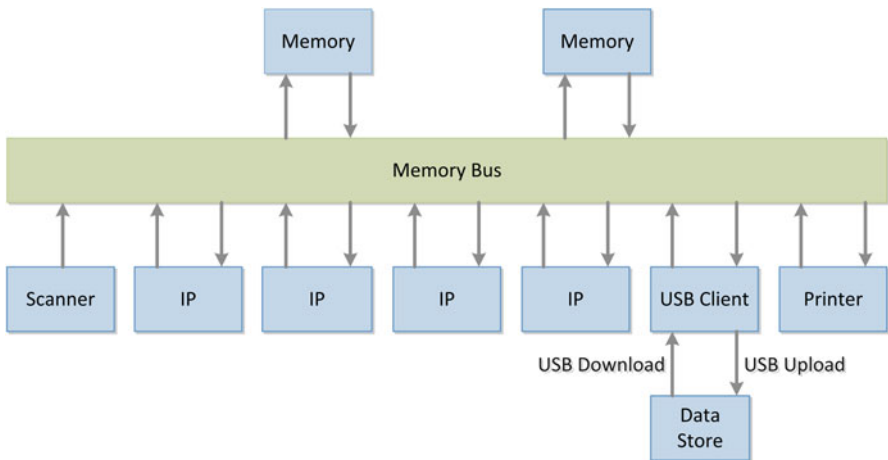 Memory
Memory
Memory Bus
Scanner
IP
IP
IP
IP
USB Client
Printer
USB Download
USB Upload
Data
Store